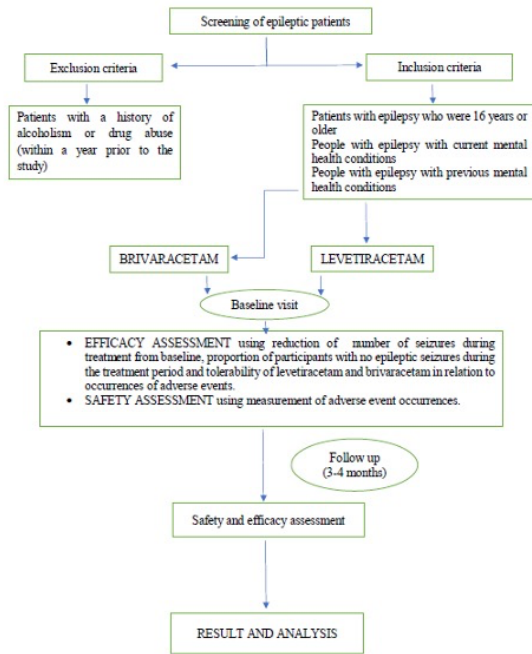 Screening of epileptic patients
Exclusion criteria
Inclusion criteria
Patients with a history of
alcoholism or drug abuse
(within a year prior to the
study)
Patients with epilepsy who were 16 years or
older
People with epilepsy with current mental
health conditions
People with epilepsy with previous mental
health conditions
BRIVARACETAM
LEVETIRACETAM
Baseline visit
• EFFICACY ASSESSMENT using reduction of number of seizures during
treatment from baseline, proportion of participants with no epileptic seizures during
the treatment period and tolerability of levetiracetam and brivaracetam in relation to
occurrences of adverse events.
• SAFETY ASSESSMENT using measurement of adverse event occurrences.
Follow up
(3-4 months)
Safety and efficacy assessment
RESULT AND ANALYSIS